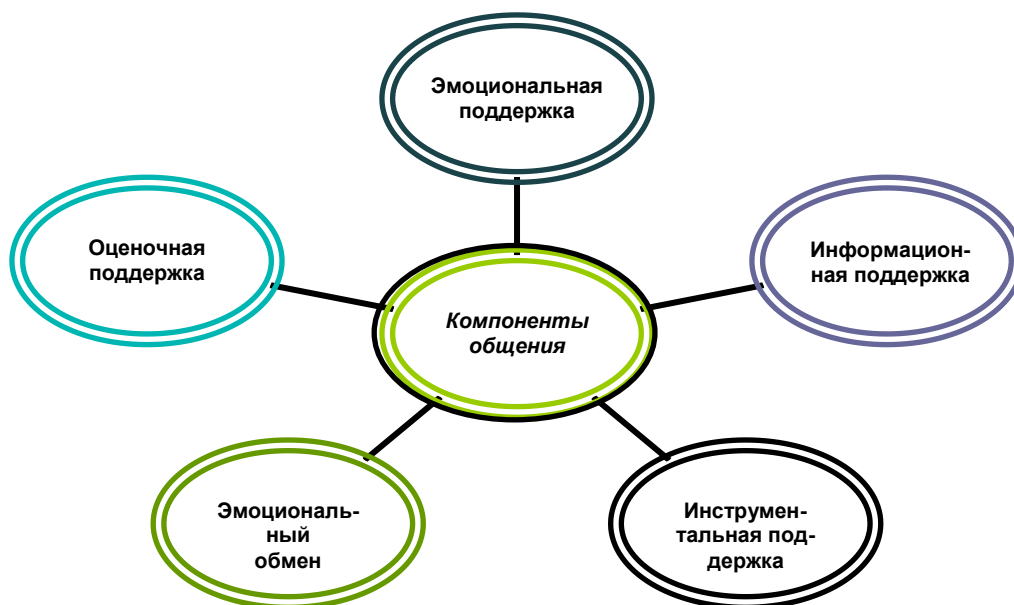 Эмоциональная
поддержка
Оценочная
поддержка
Информацион-
ная поддержка
Компоненты
общения
Эмоциональ-
ный
обмен
Инструмен-
тальная под-
держка